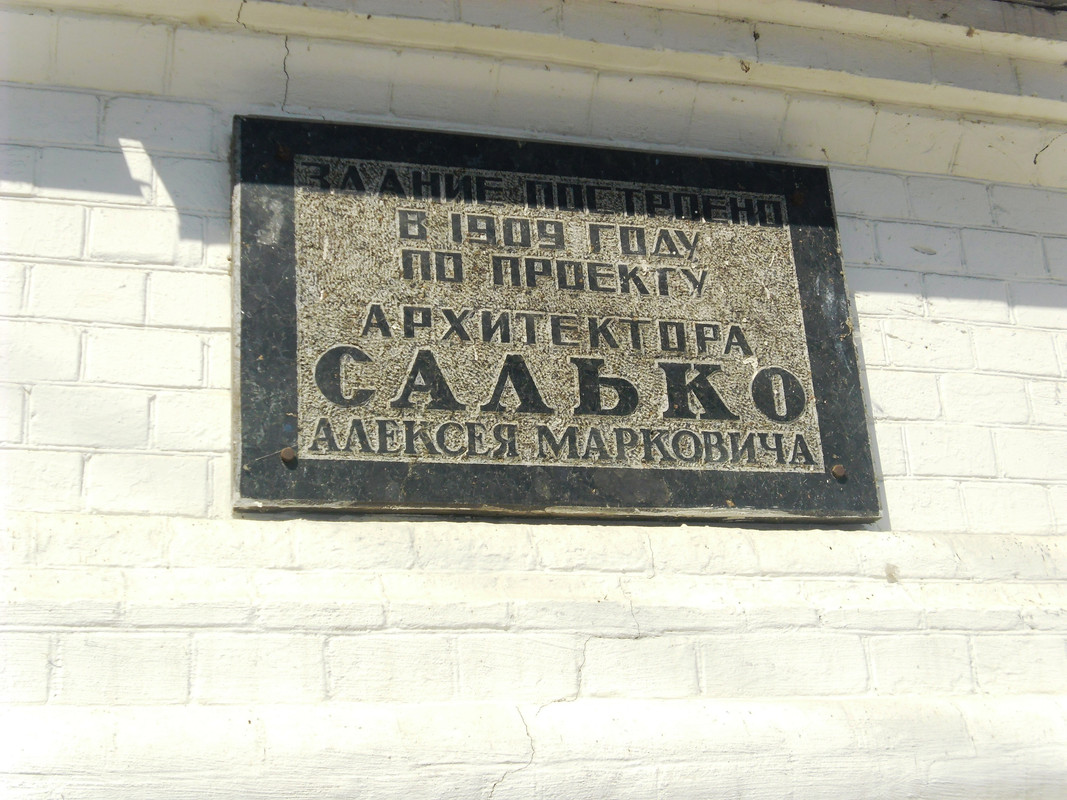 ЗДАНИЕ ПОСТРОЕНО
В 1909 ГОДУ
ПО ПРОЕКТУ
АРХИТЕКТОРА
САЛЬКО
АЛЕКСЕЯ МАРКОВИЧА